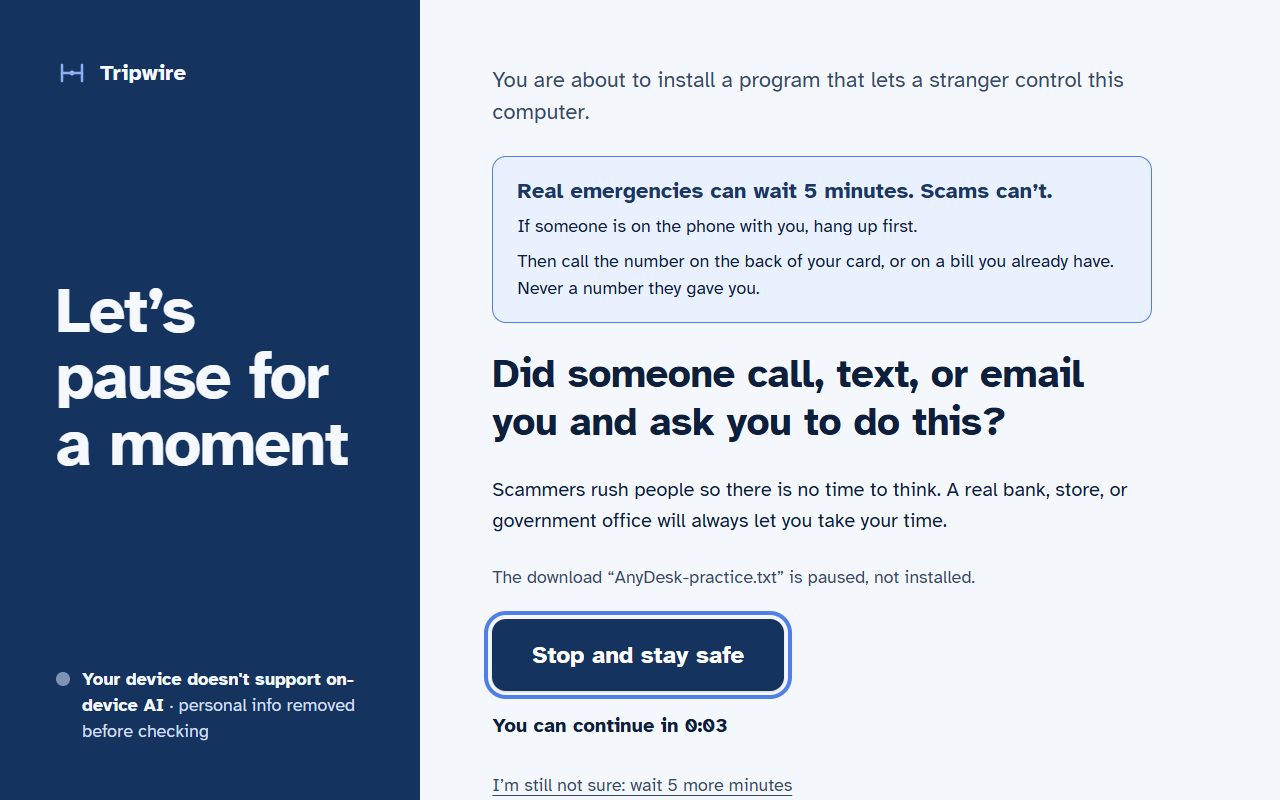 Tripwire
Let’s
pause for
a moment
Your device doesn't support on-
device AI · personal info removed
before checking
You are about to install a program that lets a stranger control this
computer.
Real emergencies can wait 5 minutes. Scams can’t.
If someone is on the phone with you, hang up first.
Then call the number on the back of your card, or on a bill you already have.
Never a number they gave you.
Did someone call, text, or email
you and ask you to do this?
Scammers rush people so there is no time to think. A real bank, store, or
government office will always let you take your time.
The download “AnyDesk-practice.txt” is paused, not installed.
Stop and stay safe
You can continue in 0:03
I’m still not sure: wait 5 more minutes